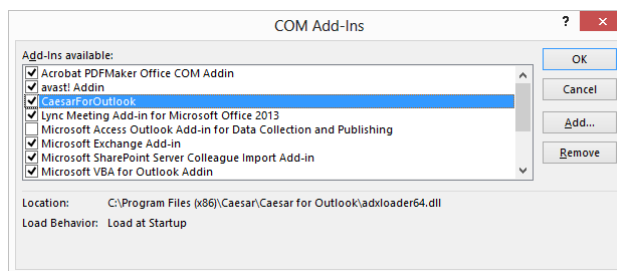 COM Add-Ins
?
Add-Ins available:
Acrobat PDFMaker Office COM Addin
avast! Addin
CaesarForOutlook
Lync Meeting Add-in for Microsoft Office 2013
Microsoft Access Outlook Add-in for Data Collection and Publishing
Microsoft Exchange Add-in
Microsoft SharePoint Server Colleague Import Add-in
Microsoft VBA for Outlook Addin
OK
Cancel
Add...
Remove
Location: C:\Program Files (x86)\Caesar\Caesar for Outlook\adxloader64.dll
Load Behavior: Load at Startup